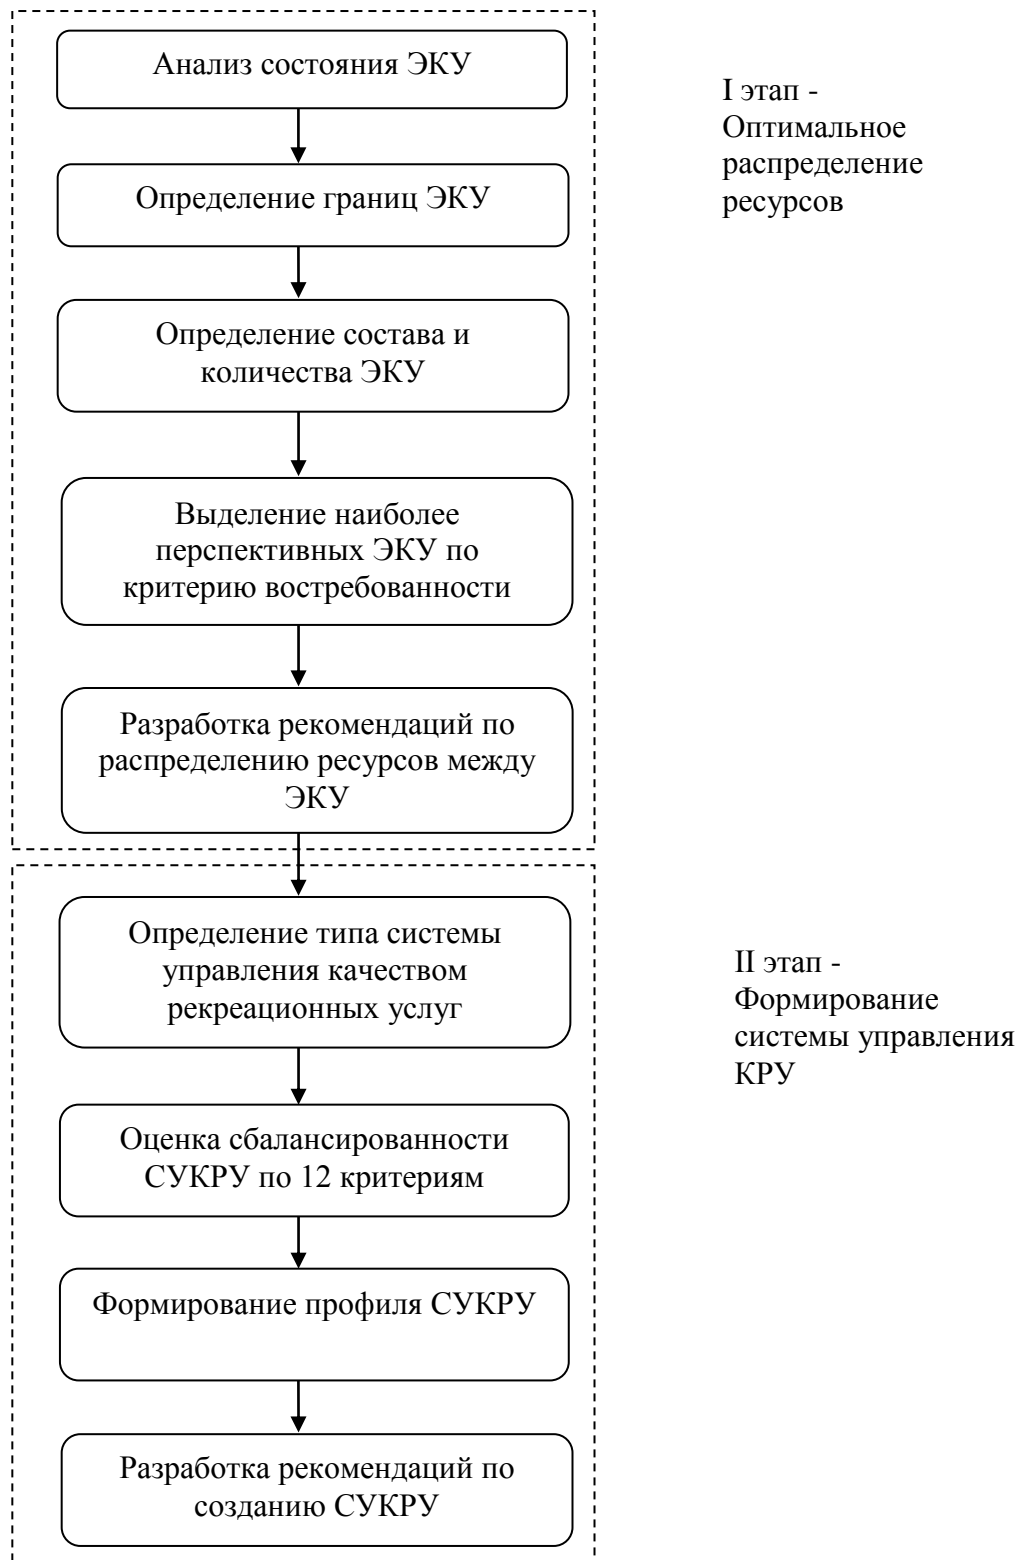 Анализ состояния ЭКУ
I этап -
Оптимальное
распределение
ресурсов
Определение границ ЭКУ
Определение состава и
количества ЭКУ
Выделение наиболее
перспективных ЭКУ по
критерию востребованности
Разработка рекомендаций по
распределению ресурсов между
ЭКУ
Определение типа системы
управления качеством
рекреационных услуг
II этап -
Формирование
системы управления
КРУ
Оценка сбалансированности
СУКРУ по 12 критериям
Формирование профиля СУКРУ
Разработка рекомендаций по
созданию СУКРУ